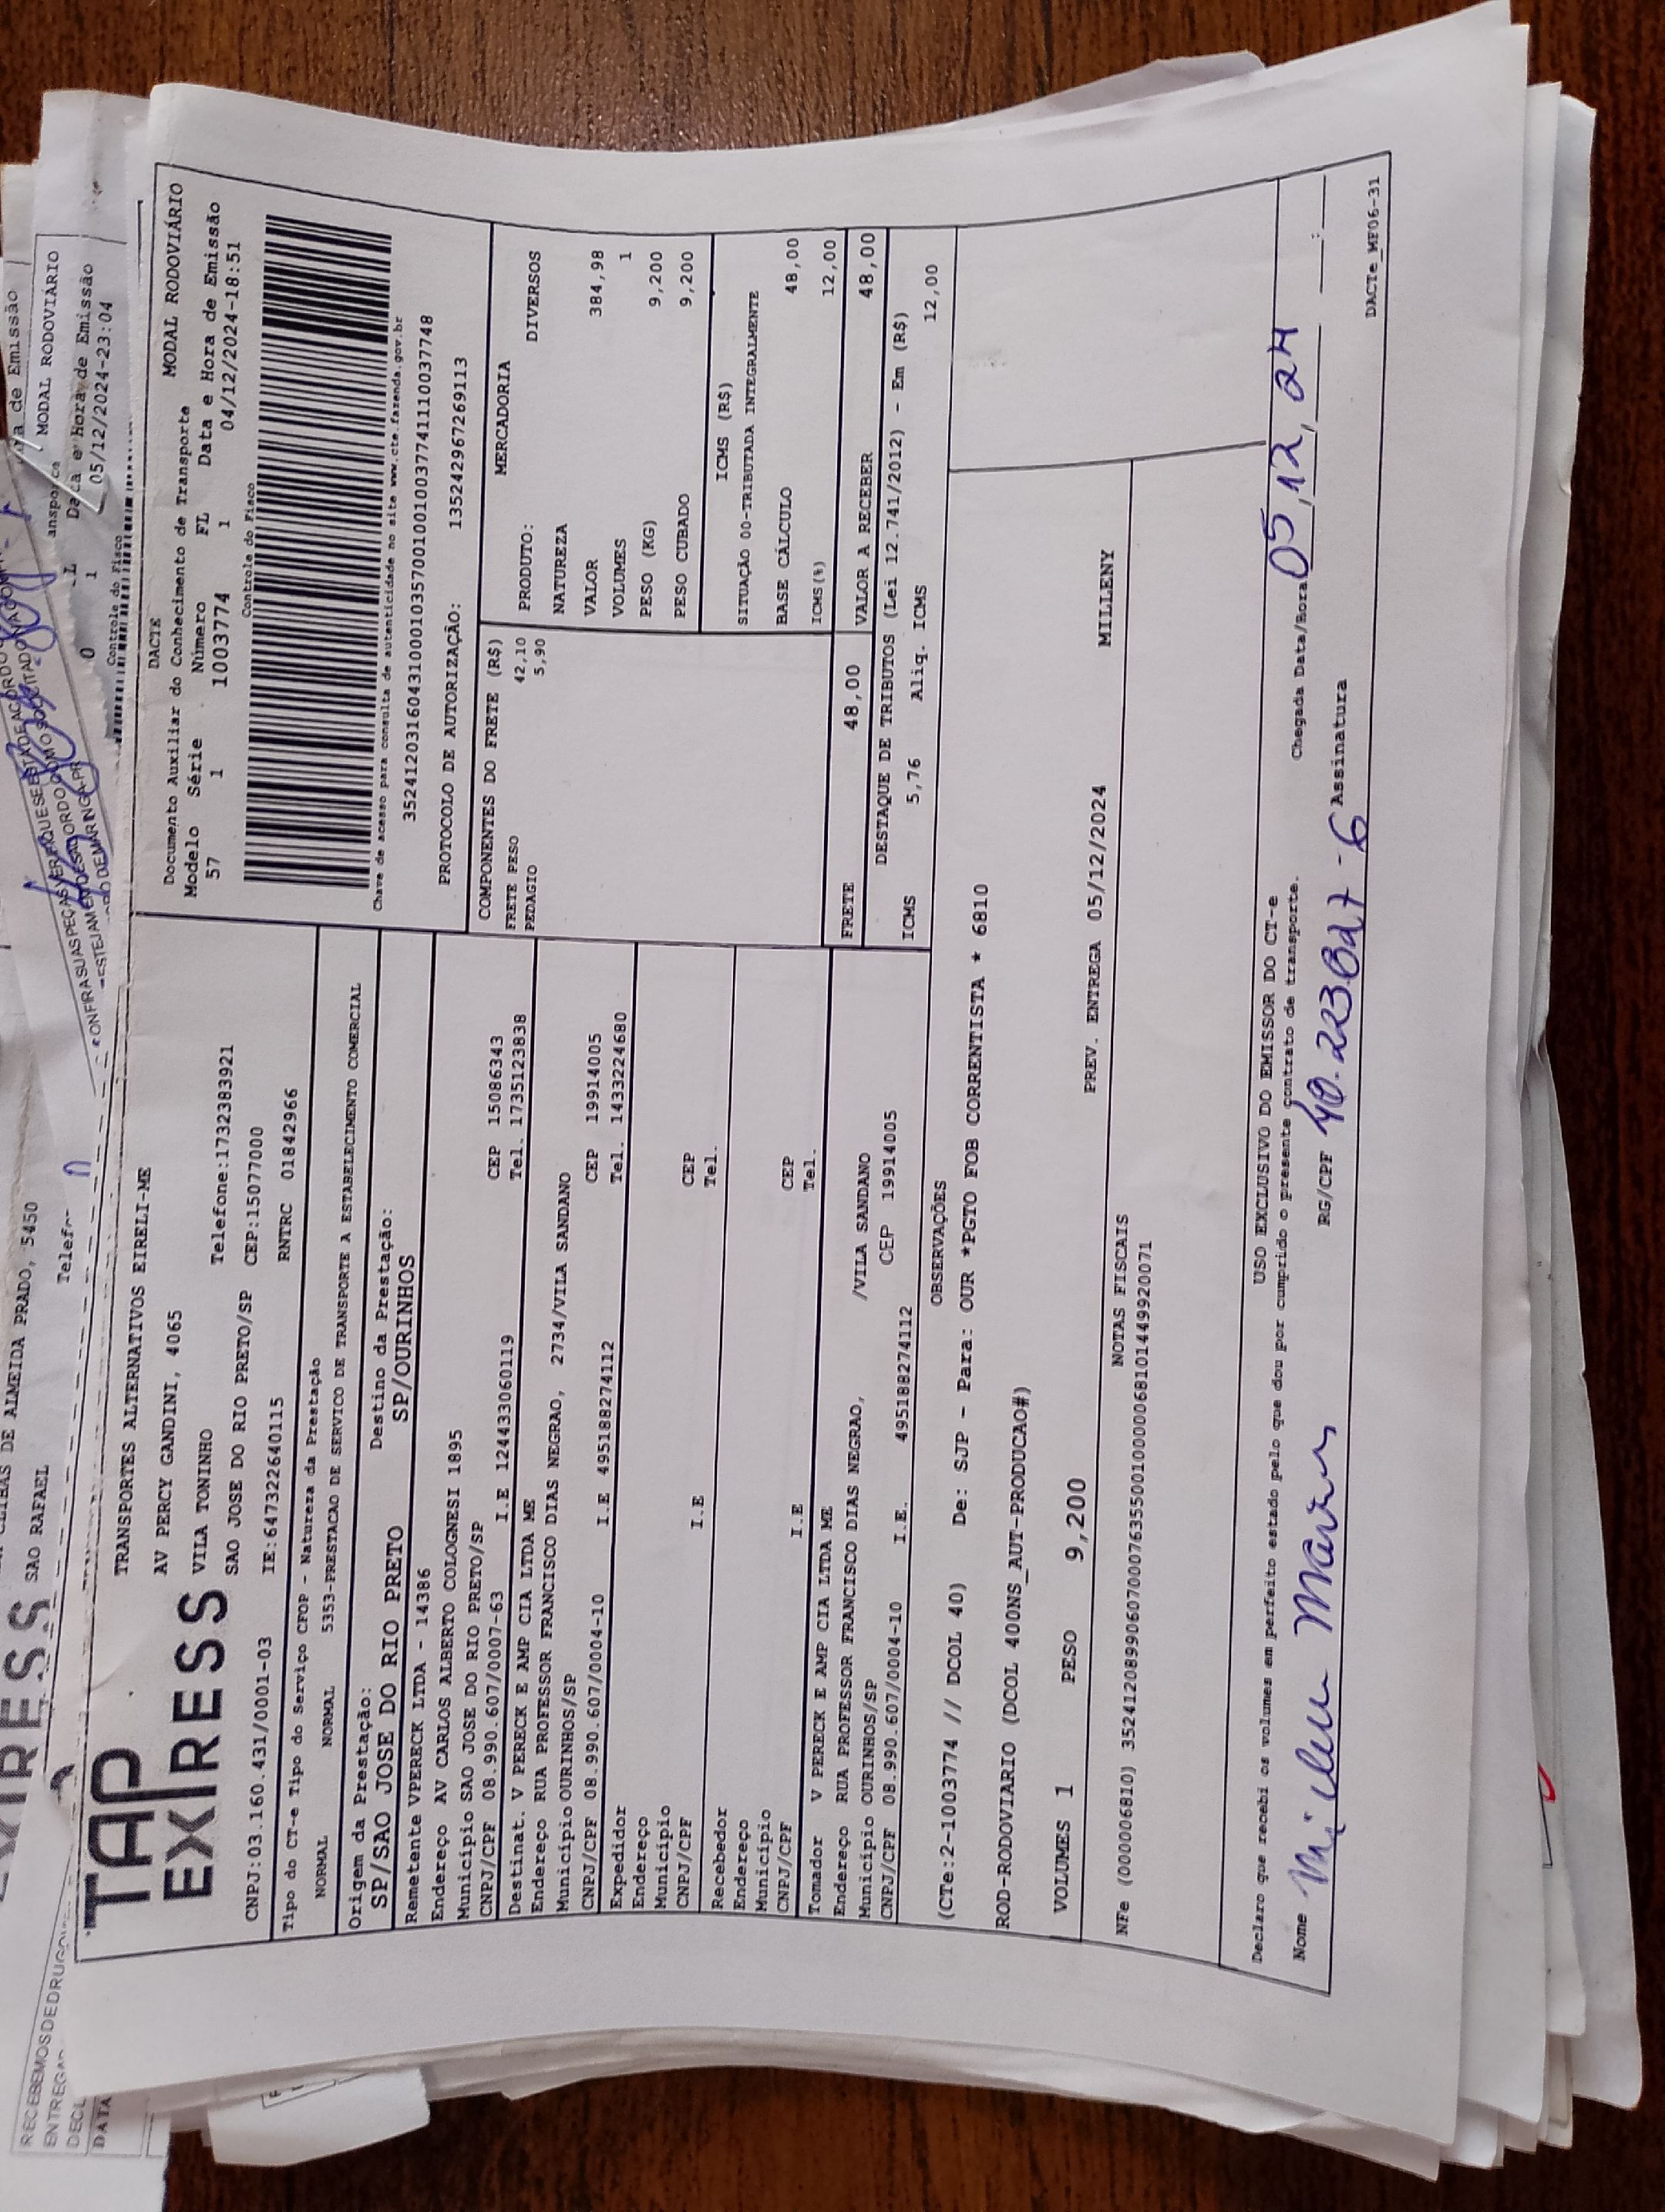 DE ALMEIDA PRADO, 5450
SAO RAFAEL
MODAL RODOVIÁRIO
Data e Hora de Emissão
05/12/2024-23:04
Controle do Fisco
TAP
EXPRESS
TRANSPORTES ALTERNATIVOS EIRELI-ME
AV PERCY GANDINI, 4065
VILA TONINHO
Telefone:1732383921
SAO JOSE DO RIO PRETO/SP CEP:15077000
CNPJ:03.160.431/0001-03 IE:647322640115 RNTRC 01842966
DACTE
Documento Auxiliar do Conhecimento de Transporte MODAL RODOVIÁRIO
Modelo Série Número FL Data e Hora de Emissão
57 1 1003774 1 04/12/2024-18:51
Controle do Fisco
Chave de acesso para consulta de autenticidade no site www.cte.fazenda.gov.br
35241203160431000103570010010037741110037748
PROTOCOLO DE AUTORIZAÇÃO: 135242967269113
Tipo do CT-e Tipo do Serviço CFOP - Natureza da Prestação
NORMAL NORMAL 5353-PRESTACAO DE SERVICO DE TRANSPORTE A ESTABELECIMENTO COMERCIAL
Origem da Prestação: Destino da Prestação:
SP/SAO JOSE DO RIO PRETO SP/OURINHOS
Remetente VPERECK LTDA - 14386
Endereço AV CARLOS ALBERTO COLOGNESI 1895
Município SAO JOSE DO RIO PRETO/SP CEP 15086343
CNPJ/CPF 08.990.607/0007-63 I.E 124433060119 Tel. 1735123838
Destinat. V PERECK E AMP CIA LTDA ME
Endereço RUA PROFESSOR FRANCISCO DIAS NEGRAO, 2734/VILA SANDANO
Município OURINHOS/SP CEP 19914005
CNPJ/CPF 08.990.607/0004-10 I.E 495188274112 Tel. 1433224680
Expedidor
Endereço
Município CEP
CNPJ/CPF I.E Tel.
Recebedor
Endereço
Município CEP
CNPJ/CPF I.E Tel.
Tomador V PERECK E AMP CIA LTDA ME
Endereço RUA PROFESSOR FRANCISCO DIAS NEGRAO, /VILA SANDANO
Município OURINHOS/SP CEP 19914005
CNPJ/CPF 08.990.607/0004-10 I.E. 495188274112
COMPONENTES DO FRETE (R$)
FRETE PESO 42,10
PEDAGIO 5,90
FRETE 48,00
MERCADORIA
PRODUTO: DIVERSOS
NATUREZA
VALOR 384,98
VOLUMES 1
PESO (KG) 9,200
PESO CUBADO 9,200
ICMS (R$)
SITUAÇÃO 00-TRIBUTADA INTEGRALMENTE
BASE CÁLCULO 48,00
ICMS(%) 12,00
VALOR A RECEBER 48,00
DESTAQUE DE TRIBUTOS (Lei 12.741/2012) - Em (R$)
ICMS 5,76 Aliq. ICMS 12,00
OBSERVAÇÕES
(CTe:2-1003774 // DCOL 40) De: SJP - Para: OUR *PGTO FOB CORRENTISTA * 6810
ROD-RODOVIARIO (DCOL 400NS_AUT-PRODUCAO#)
VOLUMES 1 PESO 9,200 PREV. ENTREGA 05/12/2024 MILLENY
NOTAS FISCAIS
NFe (000006810) 35241208990607000763550010000068101449920071
USO EXCLUSIVO DO EMISSOR DO CT-e
Declaro que recebi os volumes em perfeito estado pelo que dou por cumprido o presente contrato de transporte.
Chegada Data/Hora 05/12/24 :
Nome RG/CPF Assinatura
DACTe_MF06-31